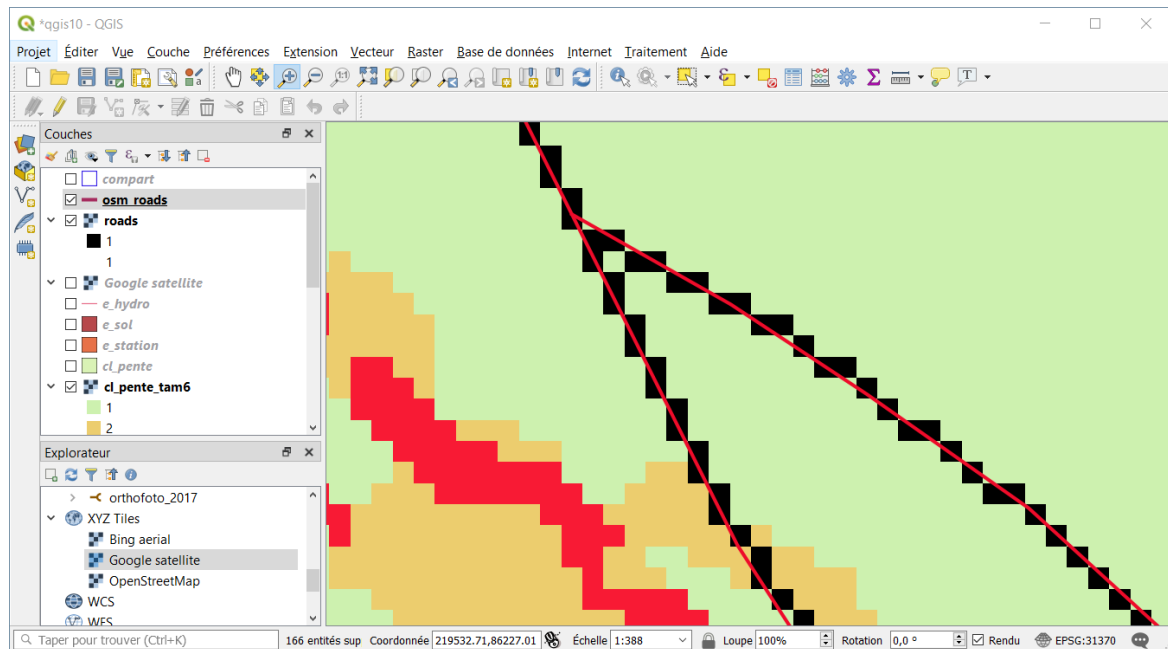 *qgis10 - QGIS
Projet Éditer Vue Couche Préférences Extension Vecteur Raster Base de données Internet Traitement Aide
Couches
compart
osm_roads
roads
1
1
Google satellite
e_hydro
e_sol
e_station
cl_pente
cl_pente_tam6
1
2
Explorateur
orthofoto_2017
XYZ Tiles
Bing aerial
Google satellite
OpenStreetMap
WCS
WFS
Taper pour trouver (Ctrl+K) 166 entités sup Coordonnée 219532.71,86227.01 Échelle 1:388 Loupe 100% Rotation 0,0 ° Rendu EPSG:31370